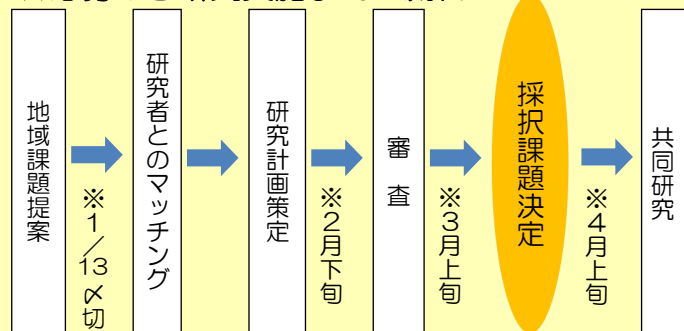 地域課題提案
※1/13〆切
研究者とのマッチング
研究計画策定
※2月下旬
審査
※3月上旬
採択課題決定
※4月上旬
共同研究